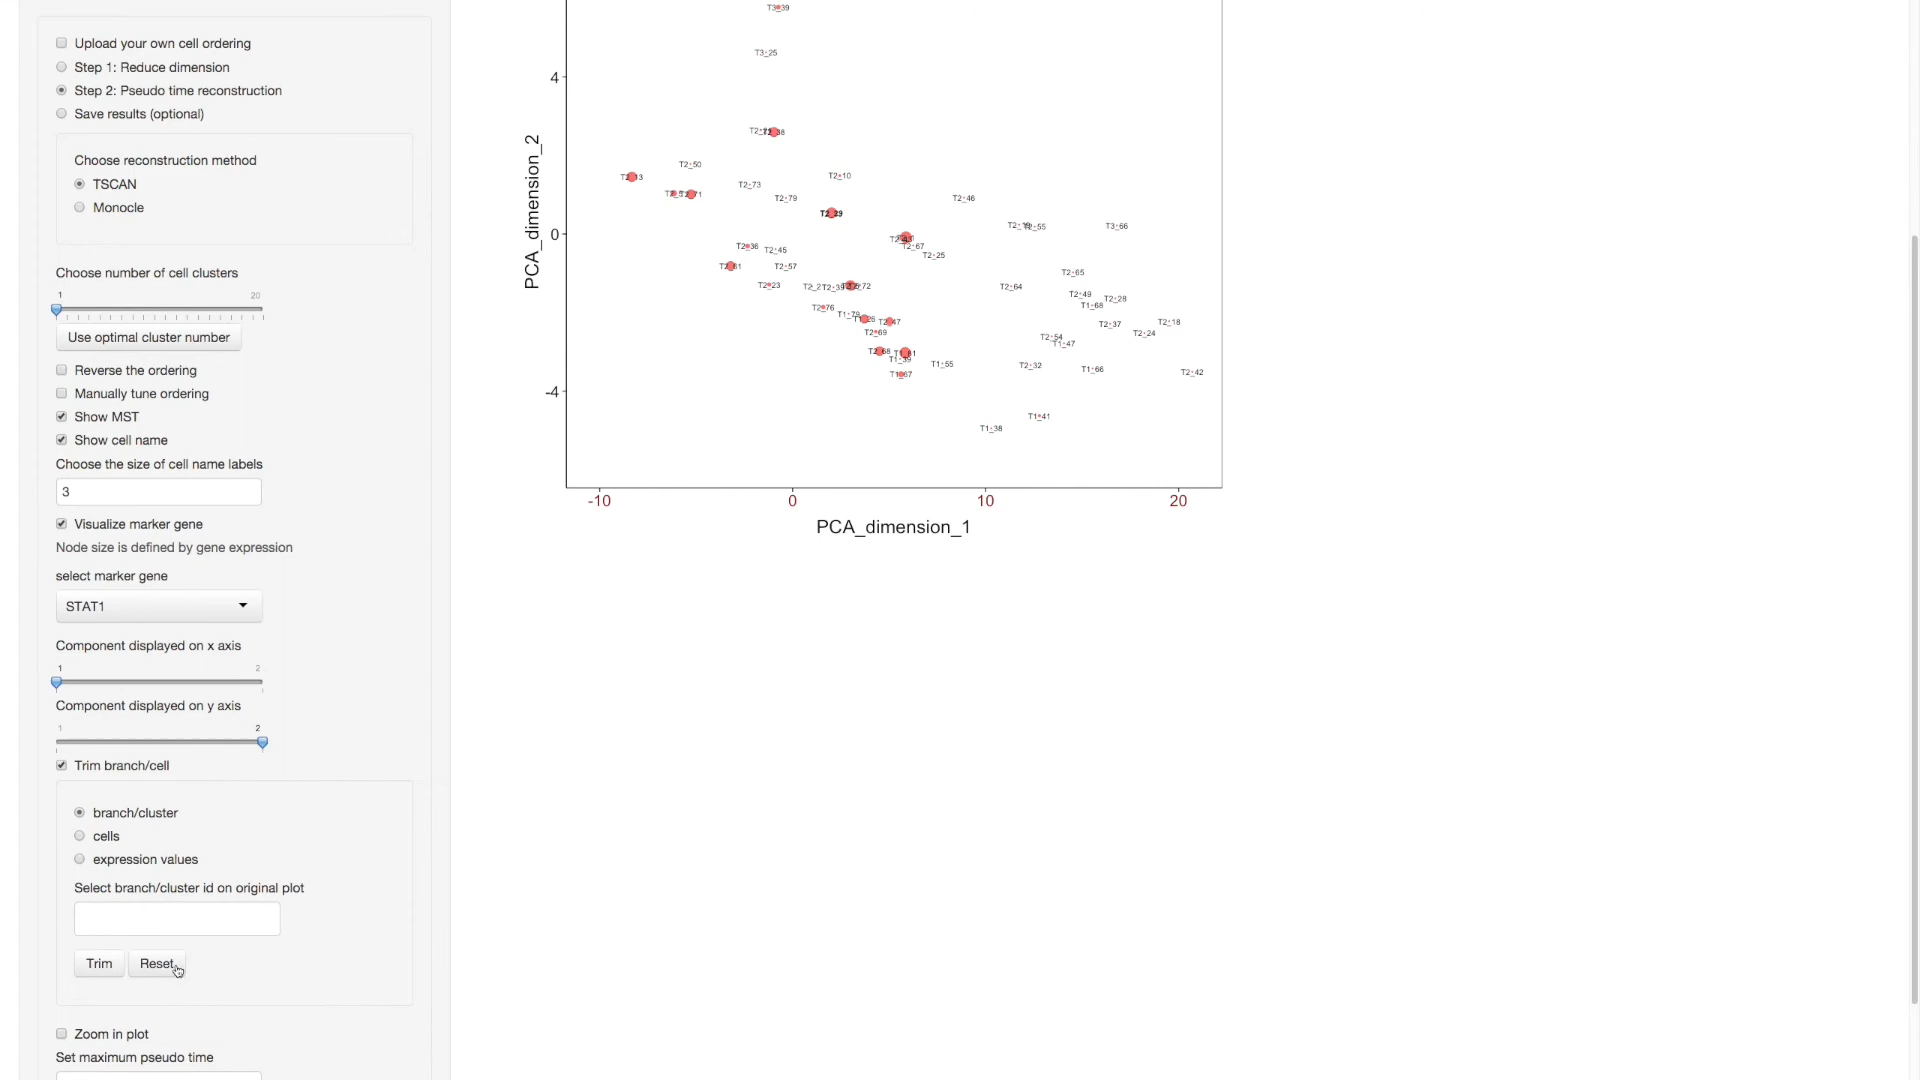 Upload your own cell ordering
Step 1: Reduce dimension
Step 2: Pseudo time reconstruction
Save results (optional)
Choose reconstruction method
TSCAN
Monocle
Choose number of cell clusters
1 20
Use optimal cluster number
Reverse the ordering
Manually tune ordering
Show MST
Show cell name
Choose the size of cell name labels
3
Visualize marker gene
Node size is defined by gene expression
select marker gene
STAT1
Component displayed on x axis
1 2
Component displayed on y axis
1 2
Trim branch/cell
branch/cluster
cells
expression values
Select branch/cluster id on original plot
Trim Reset
Zoom in plot
Set maximum pseudo time
PCA_dimension_2
4
0
-4
T3_39
T3_25
T2_50
T2_13
T2_73
T2_10
T2_79
T2_46
T3_66
T2_36
T2_45
T2_67
T2_25
T2_61
T2_57
T2_65
T2_23
T2_64
T2_49
T2_28
T2_76
T1_68
T2_47
T2_37
T2_18
T2_69
T2_24
T2_54
T1_47
T2_68
T1_55
T2_32
T1_66
T2_42
T1_41
T1_38
-10 0 10 20
PCA_dimension_1